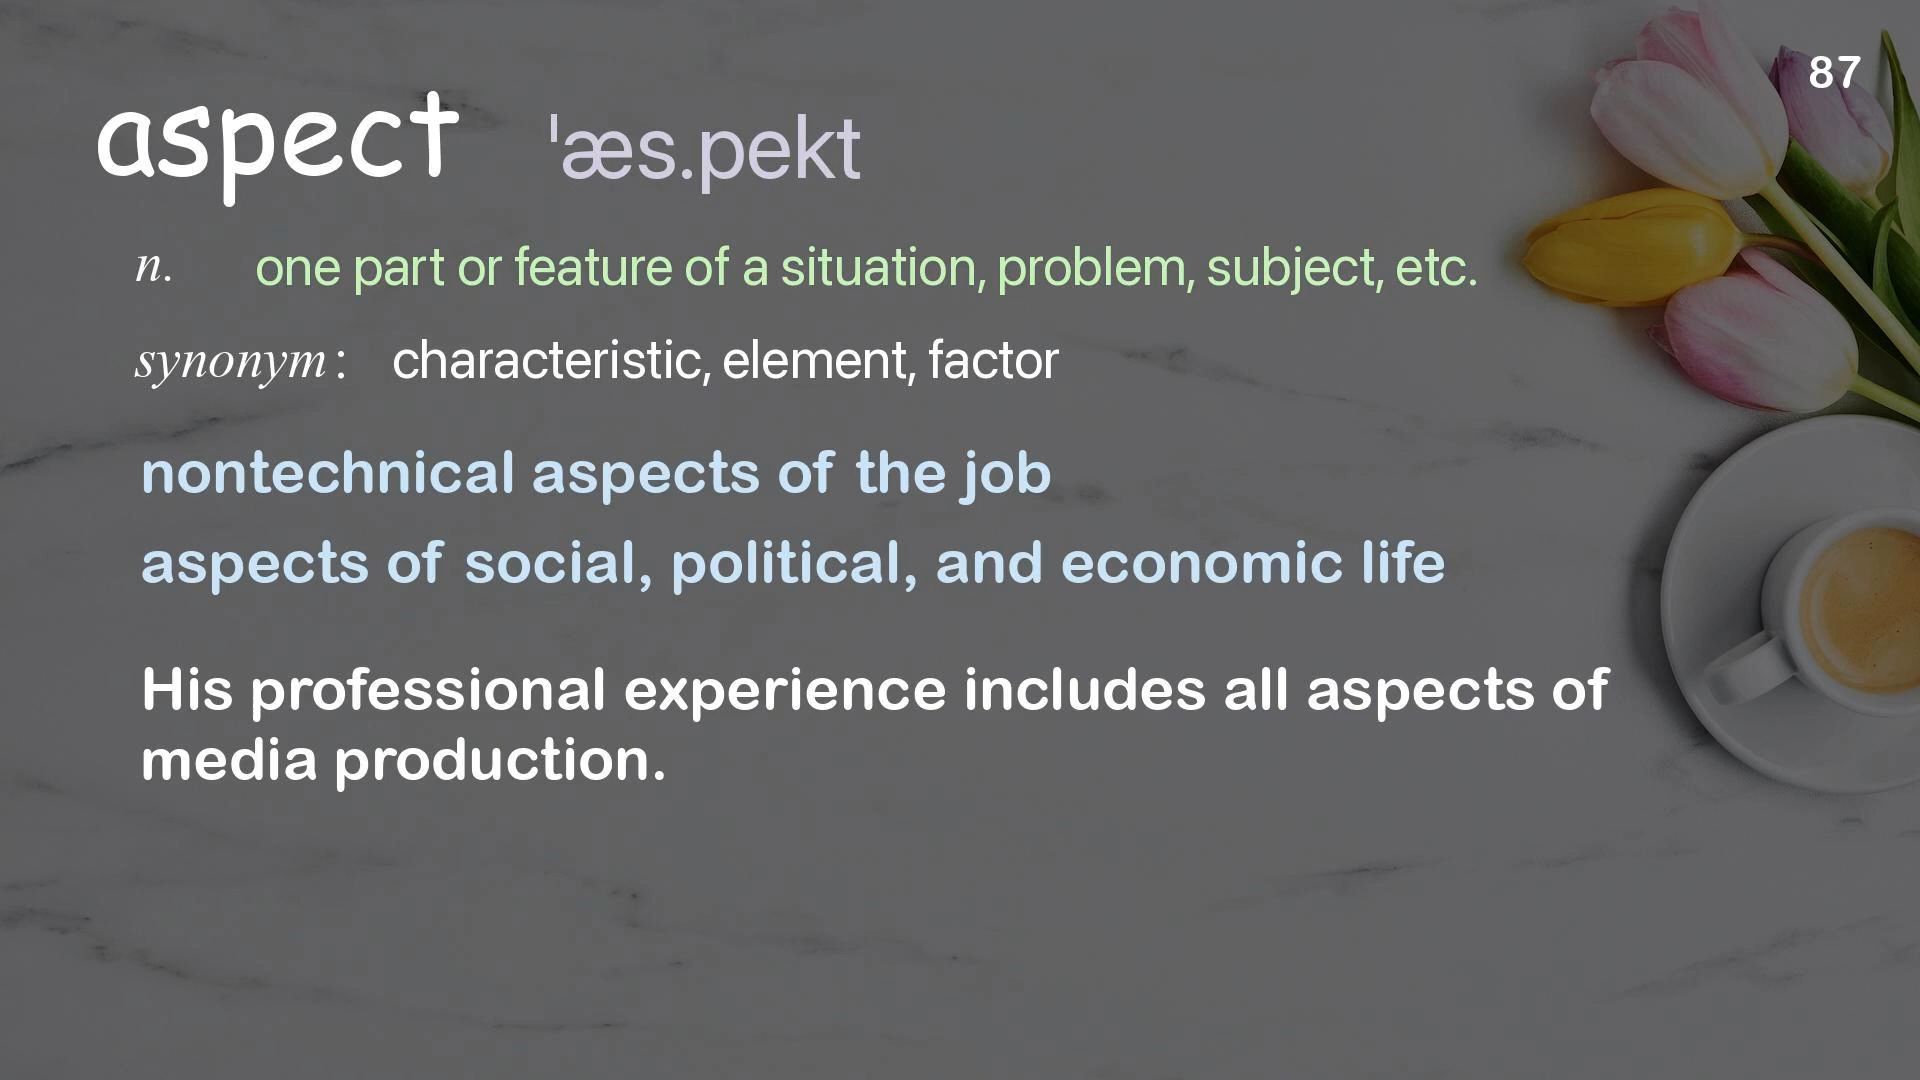 87
aspect ˈæs.pekt
n. one part or feature of a situation, problem, subject, etc.
synonym: characteristic, element, factor
nontechnical aspects of the job
aspects of social, political, and economic life
His professional experience includes all aspects of
media production.